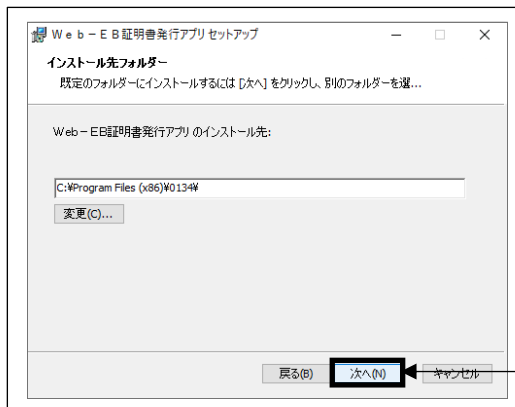 Ｗｅｂ－ＥＢ証明書発行アプリ セットアップ
インストール先フォルダー
既定のフォルダーにインストールするには [次へ] をクリックし、別のフォルダーを選...
Ｗｅｂ－ＥＢ証明書発行アプリ のインストール先:
C:¥Program Files (x86)¥0134¥
変更(C)...
戻る(B) 次へ(N) キャンセル